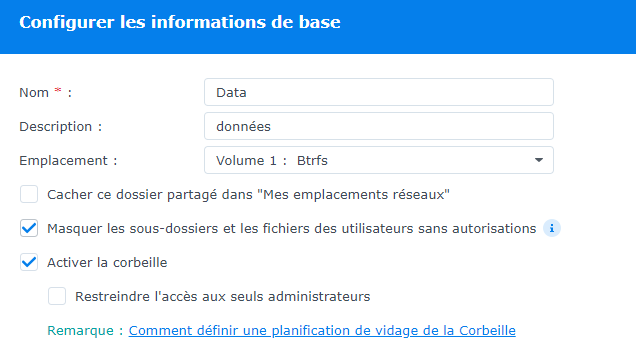 Configurer les informations de base
Nom * : Data
Description : données
Emplacement : Volume 1 : Btrfs
Cacher ce dossier partagé dans "Mes emplacements réseaux"
Masquer les sous-dossiers et les fichiers des utilisateurs sans autorisations i
Activer la corbeille
Restreindre l'accès aux seuls administrateurs
Remarque : Comment définir une planification de vidage de la Corbeille